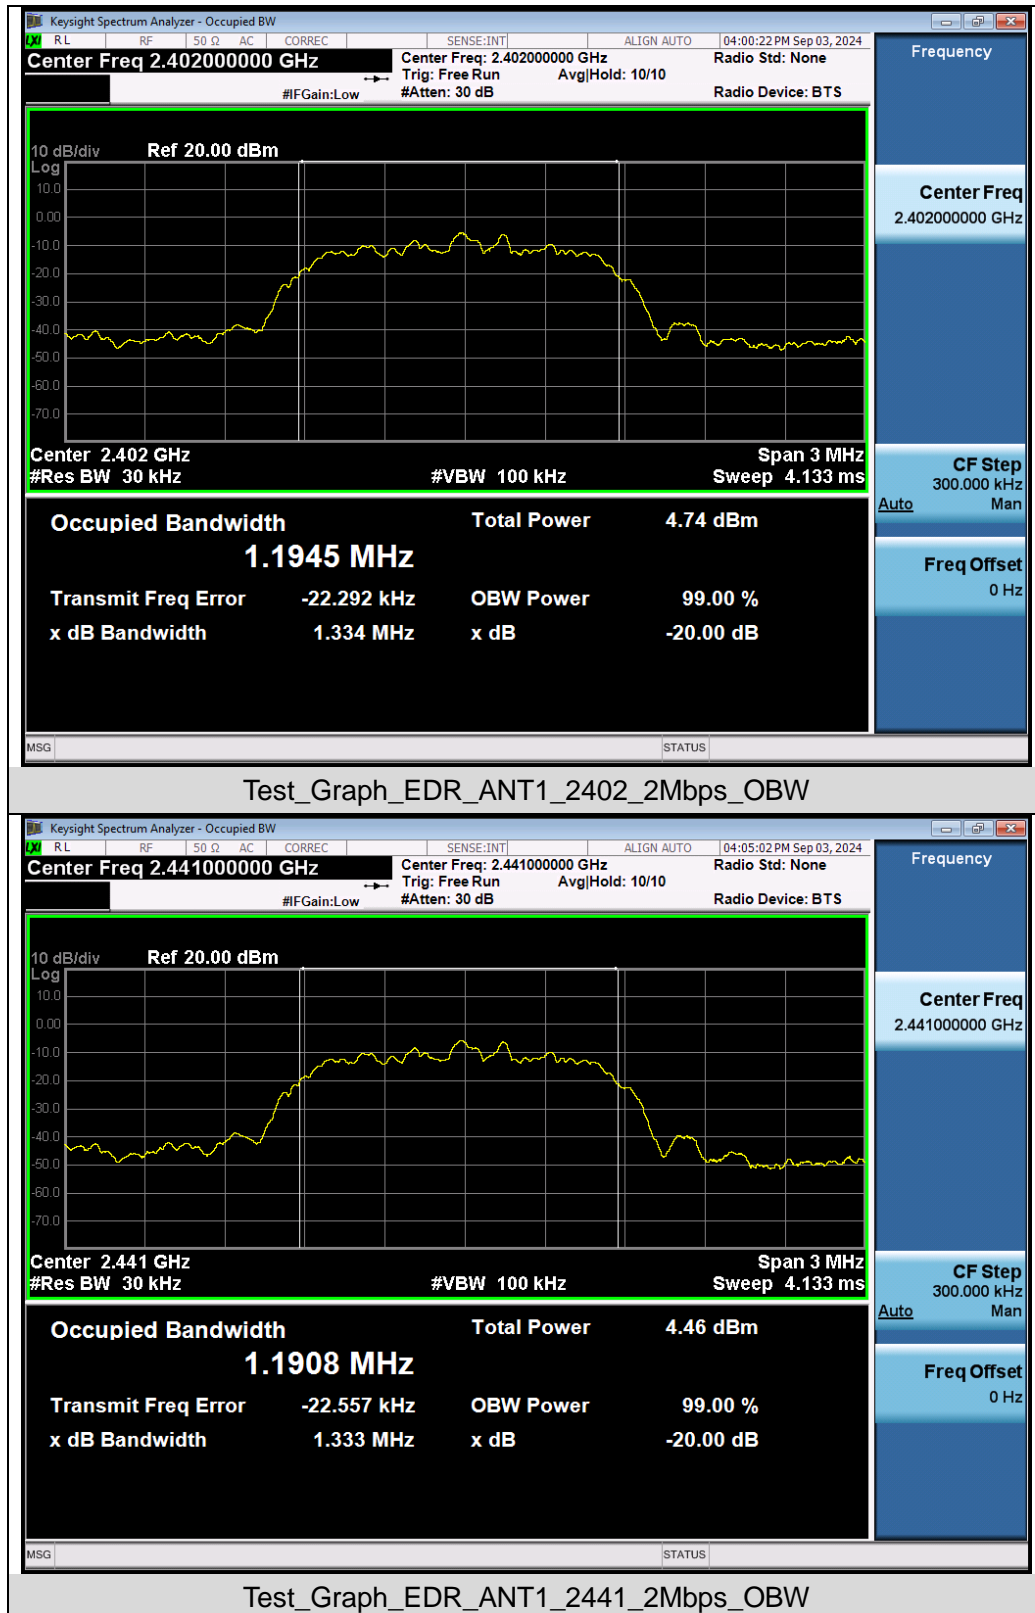 Keysight Spectrum Analyzer - Occupied BW
LXI RL RF 50 Ω AC CORREC SENSE:INT ALIGN AUTO 04:00:22 PM Sep 03, 2024
Center Freq 2.402000000 GHz Center Freq: 2.402000000 GHz Radio Std: None Frequency
Trig: Free Run Avg|Hold: 10/10
#IFGain:Low #Atten: 30 dB Radio Device: BTS
10 dB/div Ref 20.00 dBm
Log
10.0
0.00
-10.0
-20.0
-30.0
-40.0
-50.0
-60.0
-70.0
Center Freq
2.402000000 GHz
Center 2.402 GHz Span 3 MHz
#Res BW 30 kHz #VBW 100 kHz Sweep 4.133 ms
CF Step
300.000 kHz
Auto Man
Occupied Bandwidth Total Power 4.74 dBm
1.1945 MHz
Freq Offset
0 Hz
Transmit Freq Error -22.292 kHz OBW Power 99.00 %
x dB Bandwidth 1.334 MHz x dB -20.00 dB
MSG STATUS
Test_Graph_EDR_ANT1_2402_2Mbps_OBW
Keysight Spectrum Analyzer - Occupied BW
LXI RL RF 50 Ω AC CORREC SENSE:INT ALIGN AUTO 04:05:02 PM Sep 03, 2024
Center Freq 2.441000000 GHz Center Freq: 2.441000000 GHz Radio Std: None Frequency
Trig: Free Run Avg|Hold: 10/10
#IFGain:Low #Atten: 30 dB Radio Device: BTS
10 dB/div Ref 20.00 dBm
Log
10.0
0.00
-10.0
-20.0
-30.0
-40.0
-50.0
-60.0
-70.0
Center Freq
2.441000000 GHz
Center 2.441 GHz Span 3 MHz
#Res BW 30 kHz #VBW 100 kHz Sweep 4.133 ms
CF Step
300.000 kHz
Auto Man
Occupied Bandwidth Total Power 4.46 dBm
1.1908 MHz
Freq Offset
0 Hz
Transmit Freq Error -22.557 kHz OBW Power 99.00 %
x dB Bandwidth 1.333 MHz x dB -20.00 dB
MSG STATUS
Test_Graph_EDR_ANT1_2441_2Mbps_OBW